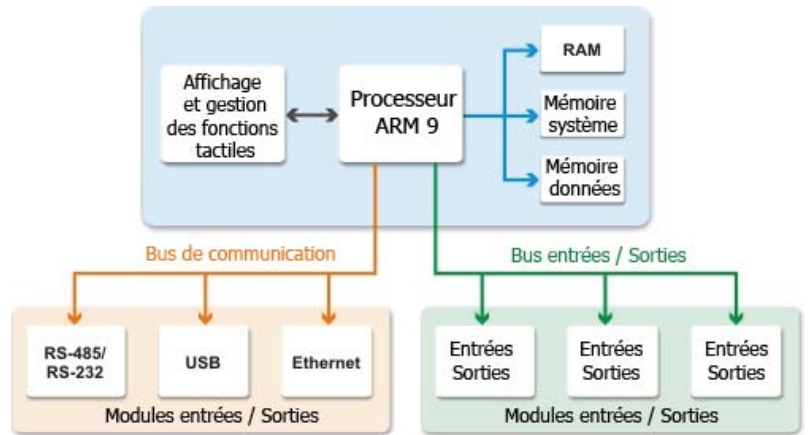 Affichage
et gestion
des fonctions
tactiles
Processeur
ARM 9
RAM
Mémoire
système
Mémoire
données
Bus de communication
Bus entrées / Sorties
RS-485/
RS-232
USB
Ethernet
Modules entrées / Sorties
Entrées
Sorties
Entrées
Sorties
Entrées
Sorties
Modules entrées / Sorties